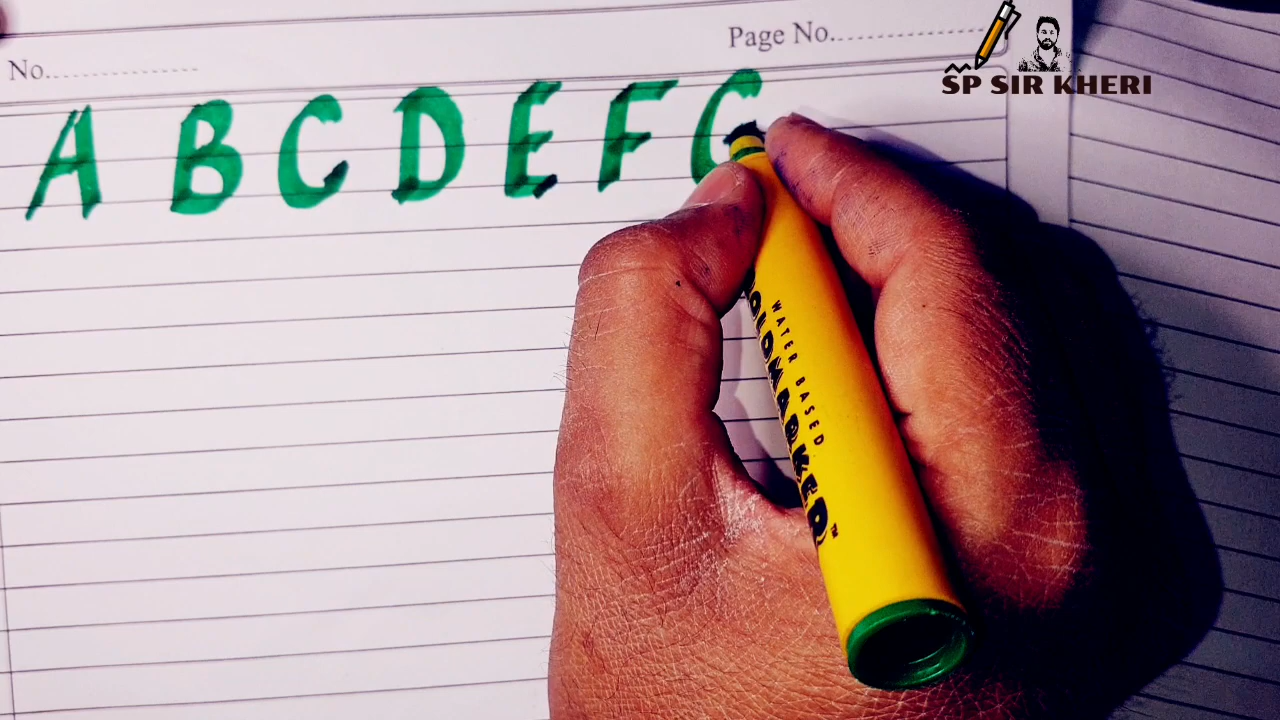 Page No.
No.
SP SIR KHERI
A B C D E F G
WATER BASED